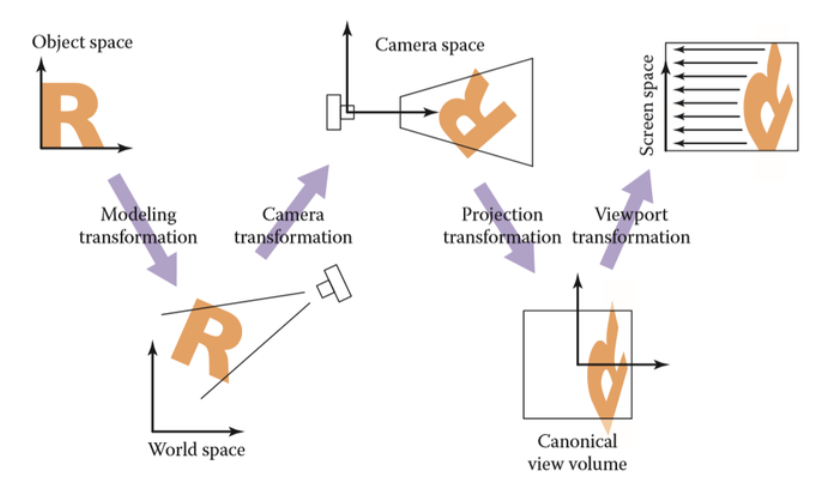 Object space
Camera space
Screen space
Modeling
transformation
Camera
transformation
Projection
transformation
Viewport
transformation
World space
Canonical
view volume
R
R
R
R
R